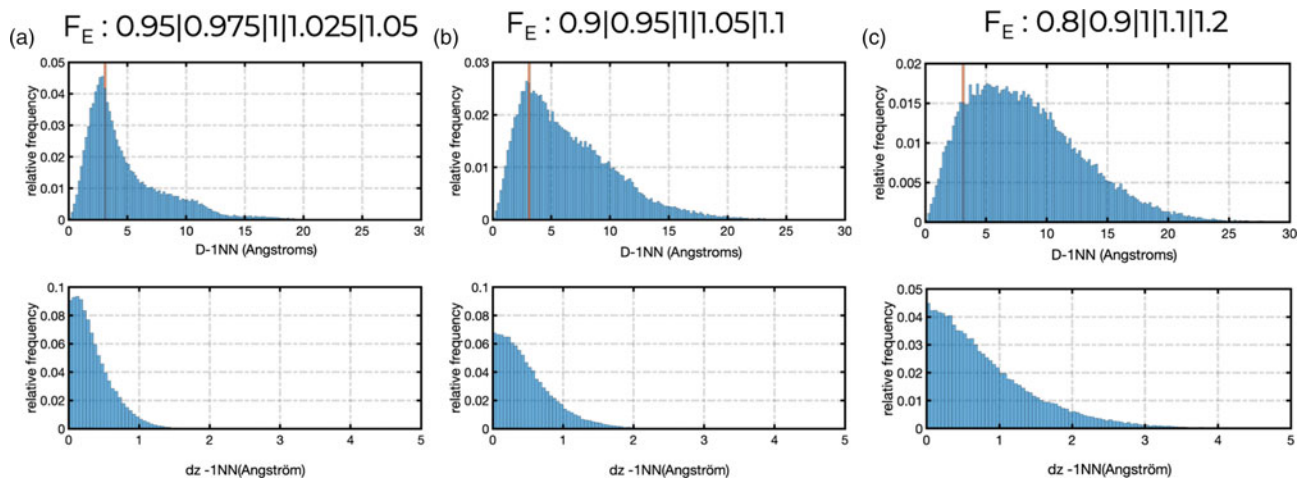 (a) F_E : 0.95|0.975|1|1.025|1.05
(b) F_E : 0.9|0.95|1|1.05|1.1
(c) F_E : 0.8|0.9|1|1.1|1.2
relative frequency
0.05
0.04
0.03
0.02
0.01
0
0 5 10 15 20 25 30
D-1NN (Angstroms)
relative frequency
0.03
0.02
0.01
0
0 5 10 15 20 25 30
D-1NN (Angstroms)
relative frequency
0.02
0.015
0.01
0.005
0
0 5 10 15 20 25 30
D-1NN (Angstroms)
relative frequency
0.1
0.08
0.06
0.04
0.02
0
0 1 2 3 4 5
dz -1NN(Angström)
relative frequency
0.1
0.08
0.06
0.04
0.02
0
0 1 2 3 4 5
dz -1NN(Angström)
relative frequency
0.05
0.04
0.03
0.02
0.01
0
0 1 2 3 4 5
dz -1NN(Angström)